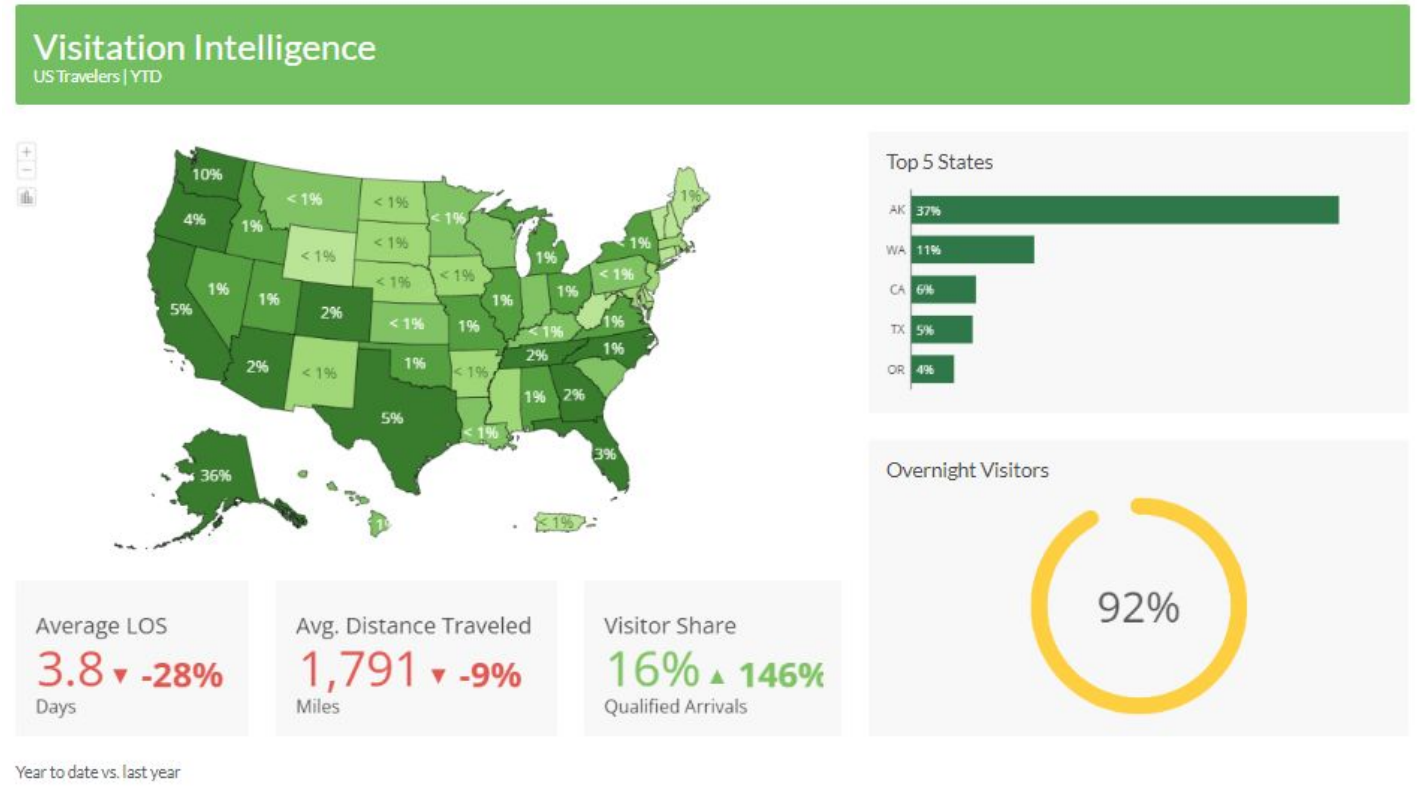 Visitation Intelligence
US Travelers | YTD
+
−
10%
4%
1%
< 1%
< 1%
< 1%
< 1%
< 1%
< 1%
< 1%
5%
1%
1%
2%
< 1%
1%
1%
1%
1%
< 1%
< 1%
1%
2%
< 1%
1%
< 1%
< 1%
1%
1%
2%
1%
2%
5%
< 1%
3%
36%
< 1%
Top 5 States
AK 37%
WA 11%
CA 6%
TX 5%
OR 4%
Overnight Visitors
92%
Average LOS
3.8 ▼ -28%
Days
Avg. Distance Traveled
1,791 ▼ -9%
Miles
Visitor Share
16% ▲ 146%
Qualified Arrivals
Year to date vs. last year